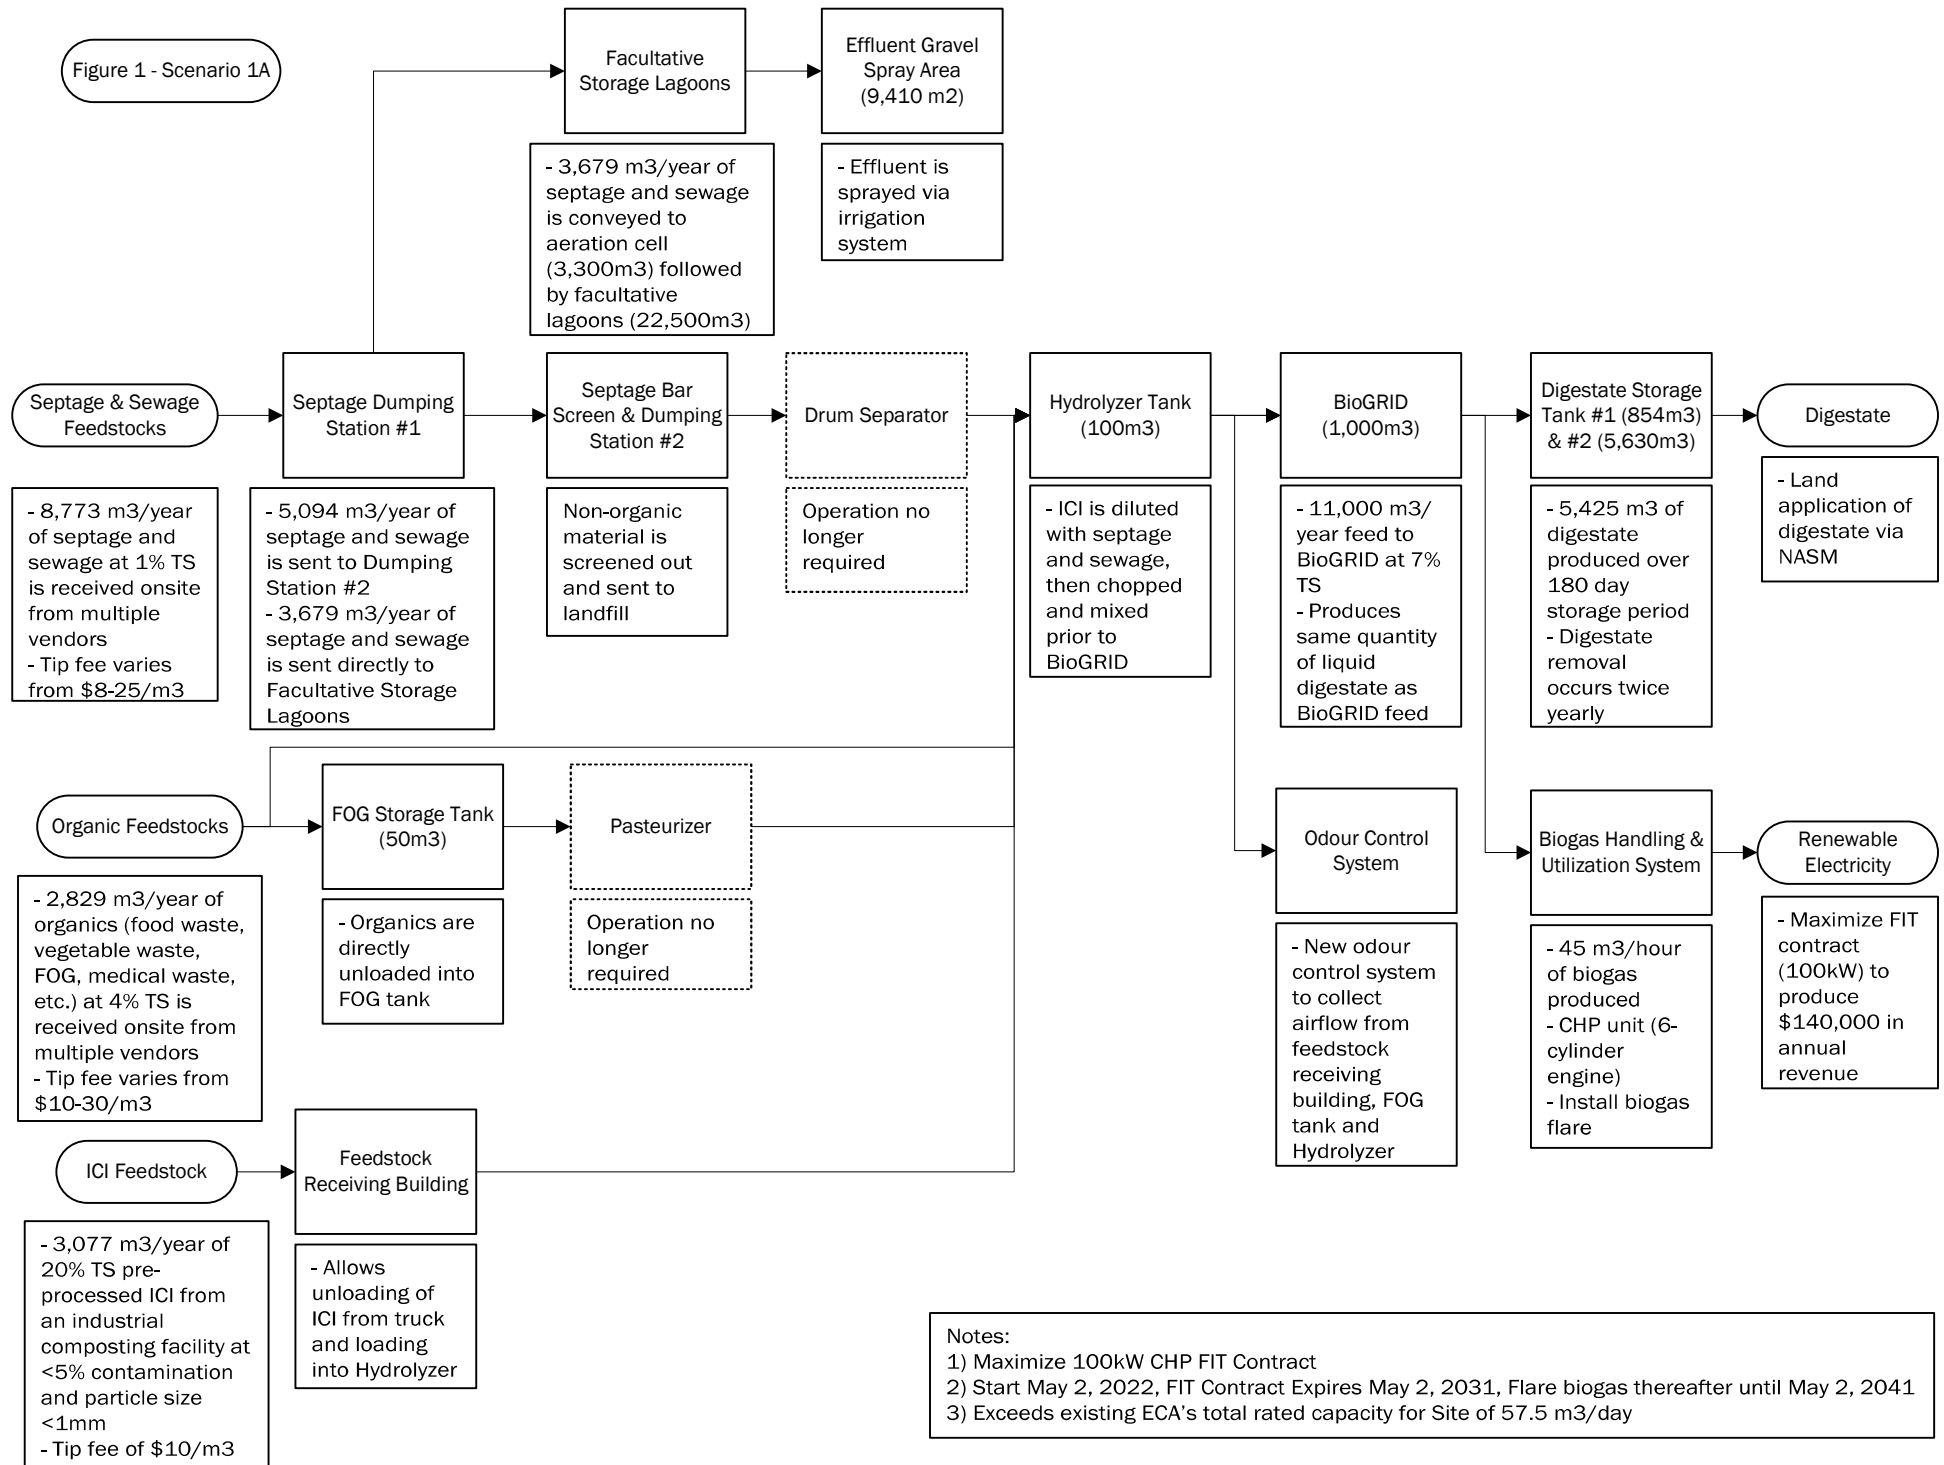 Figure 1 - Scenario 1A
Facultative
Storage Lagoons
Effluent Gravel
Spray Area
(9,410 m2)
- 3,679 m3/year of
septage and sewage
is conveyed to
aeration cell
(3,300m3) followed
by facultative
lagoons (22,500m3)
- Effluent is
sprayed via
irrigation
system
Septage & Sewage
Feedstocks
Septage Dumping
Station #1
Septage Bar
Screen & Dumping
Station #2
Drum Separator
Hydrolyzer Tank
(100m3)
BioGRID
(1,000m3)
Digestate Storage
Tank #1 (854m3)
& #2 (5,630m3)
Digestate
- 8,773 m3/year
of septage and
sewage at 1% TS
is received onsite
from multiple
vendors
- Tip fee varies
from $8-25/m3
- 5,094 m3/year of
septage and sewage
is sent to Dumping
Station #2
- 3,679 m3/year of
septage and sewage
is sent directly to
Facultative Storage
Lagoons
Non-organic
material is
screened out
and sent to
landfill
Operation no
longer
required
- ICI is diluted
with septage
and sewage,
then chopped
and mixed
prior to
BioGRID
- 11,000 m3/
year feed to
BioGRID at 7%
TS
- Produces
same quantity
of liquid
digestate as
BioGRID feed
- 5,425 m3 of
digestate
produced over
180 day
storage period
- Digestate
removal
occurs twice
yearly
- Land
application of
digestate via
NASM
Organic Feedstocks
FOG Storage Tank
(50m3)
Pasteurizer
Odour Control
System
Biogas Handling &
Utilization System
Renewable
Electricity
- 2,829 m3/year of
organics (food waste,
vegetable waste,
FOG, medical waste,
etc.) at 4% TS is
received onsite from
multiple vendors
- Tip fee varies from
$10-30/m3
- Organics are
directly
unloaded into
FOG tank
Operation no
longer
required
- New odour
control system
to collect
airflow from
feedstock
receiving
building, FOG
tank and
Hydrolyzer
- 45 m3/hour
of biogas
produced
- CHP unit (6-
cylinder
engine)
- Install biogas
flare
- Maximize FIT
contract
(100kW) to
produce
$140,000 in
annual
revenue
ICI Feedstock
Feedstock
Receiving Building
- 3,077 m3/year of
20% TS pre-
processed ICI from
an industrial
composting facility at
<5% contamination
and particle size
<1mm
- Tip fee of $10/m3
- Allows
unloading of
ICI from truck
and loading
into Hydrolyzer
Notes:
1) Maximize 100kW CHP FIT Contract
2) Start May 2, 2022, FIT Contract Expires May 2, 2031, Flare biogas thereafter until May 2, 2041
3) Exceeds existing ECA's total rated capacity for Site of 57.5 m3/day